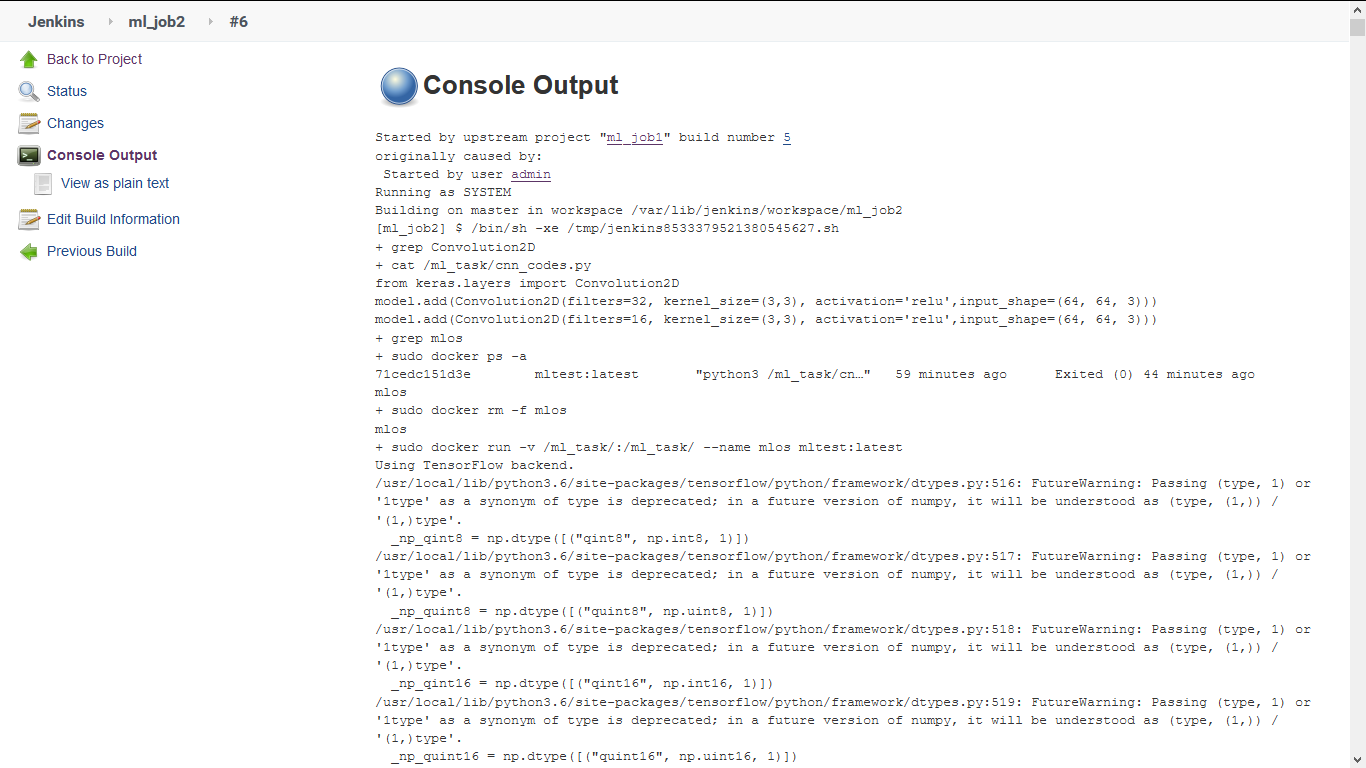 Jenkins ml_job2 #6
Back to Project
Status
Changes
Console Output
View as plain text
Edit Build Information
Previous Build
Console Output
Started by upstream project "ml_job1" build number 5
originally caused by:
Started by user admin
Running as SYSTEM
Building on master in workspace /var/lib/jenkins/workspace/ml_job2
[ml_job2] $ /bin/sh -xe /tmp/jenkins8533379521380545627.sh
+ grep Convolution2D
+ cat /ml_task/cnn_codes.py
from keras.layers import Convolution2D
model.add(Convolution2D(filters=32, kernel_size=(3,3), activation='relu',input_shape=(64, 64, 3)))
model.add(Convolution2D(filters=16, kernel_size=(3,3), activation='relu',input_shape=(64, 64, 3)))
+ grep mlos
+ sudo docker ps -a
71cedc151d3e mltest:latest "python3 /ml_task/cn…" 59 minutes ago Exited (0) 44 minutes ago
mlos
+ sudo docker rm -f mlos
mlos
+ sudo docker run -v /ml_task/:/ml_task/ --name mlos mltest:latest
Using TensorFlow backend.
/usr/local/lib/python3.6/site-packages/tensorflow/python/framework/dtypes.py:516: FutureWarning: Passing (type, 1) or
'1type' as a synonym of type is deprecated; in a future version of numpy, it will be understood as (type, (1,)) /
'(1,)type'.
_np_qint8 = np.dtype([("qint8", np.int8, 1)])
/usr/local/lib/python3.6/site-packages/tensorflow/python/framework/dtypes.py:517: FutureWarning: Passing (type, 1) or
'1type' as a synonym of type is deprecated; in a future version of numpy, it will be understood as (type, (1,)) /
'(1,)type'.
_np_quint8 = np.dtype([("quint8", np.uint8, 1)])
/usr/local/lib/python3.6/site-packages/tensorflow/python/framework/dtypes.py:518: FutureWarning: Passing (type, 1) or
'1type' as a synonym of type is deprecated; in a future version of numpy, it will be understood as (type, (1,)) /
'(1,)type'.
_np_qint16 = np.dtype([("qint16", np.int16, 1)])
/usr/local/lib/python3.6/site-packages/tensorflow/python/framework/dtypes.py:519: FutureWarning: Passing (type, 1) or
'1type' as a synonym of type is deprecated; in a future version of numpy, it will be understood as (type, (1,)) /
'(1,)type'.
_np_quint16 = np.dtype([("quint16", np.uint16, 1)])